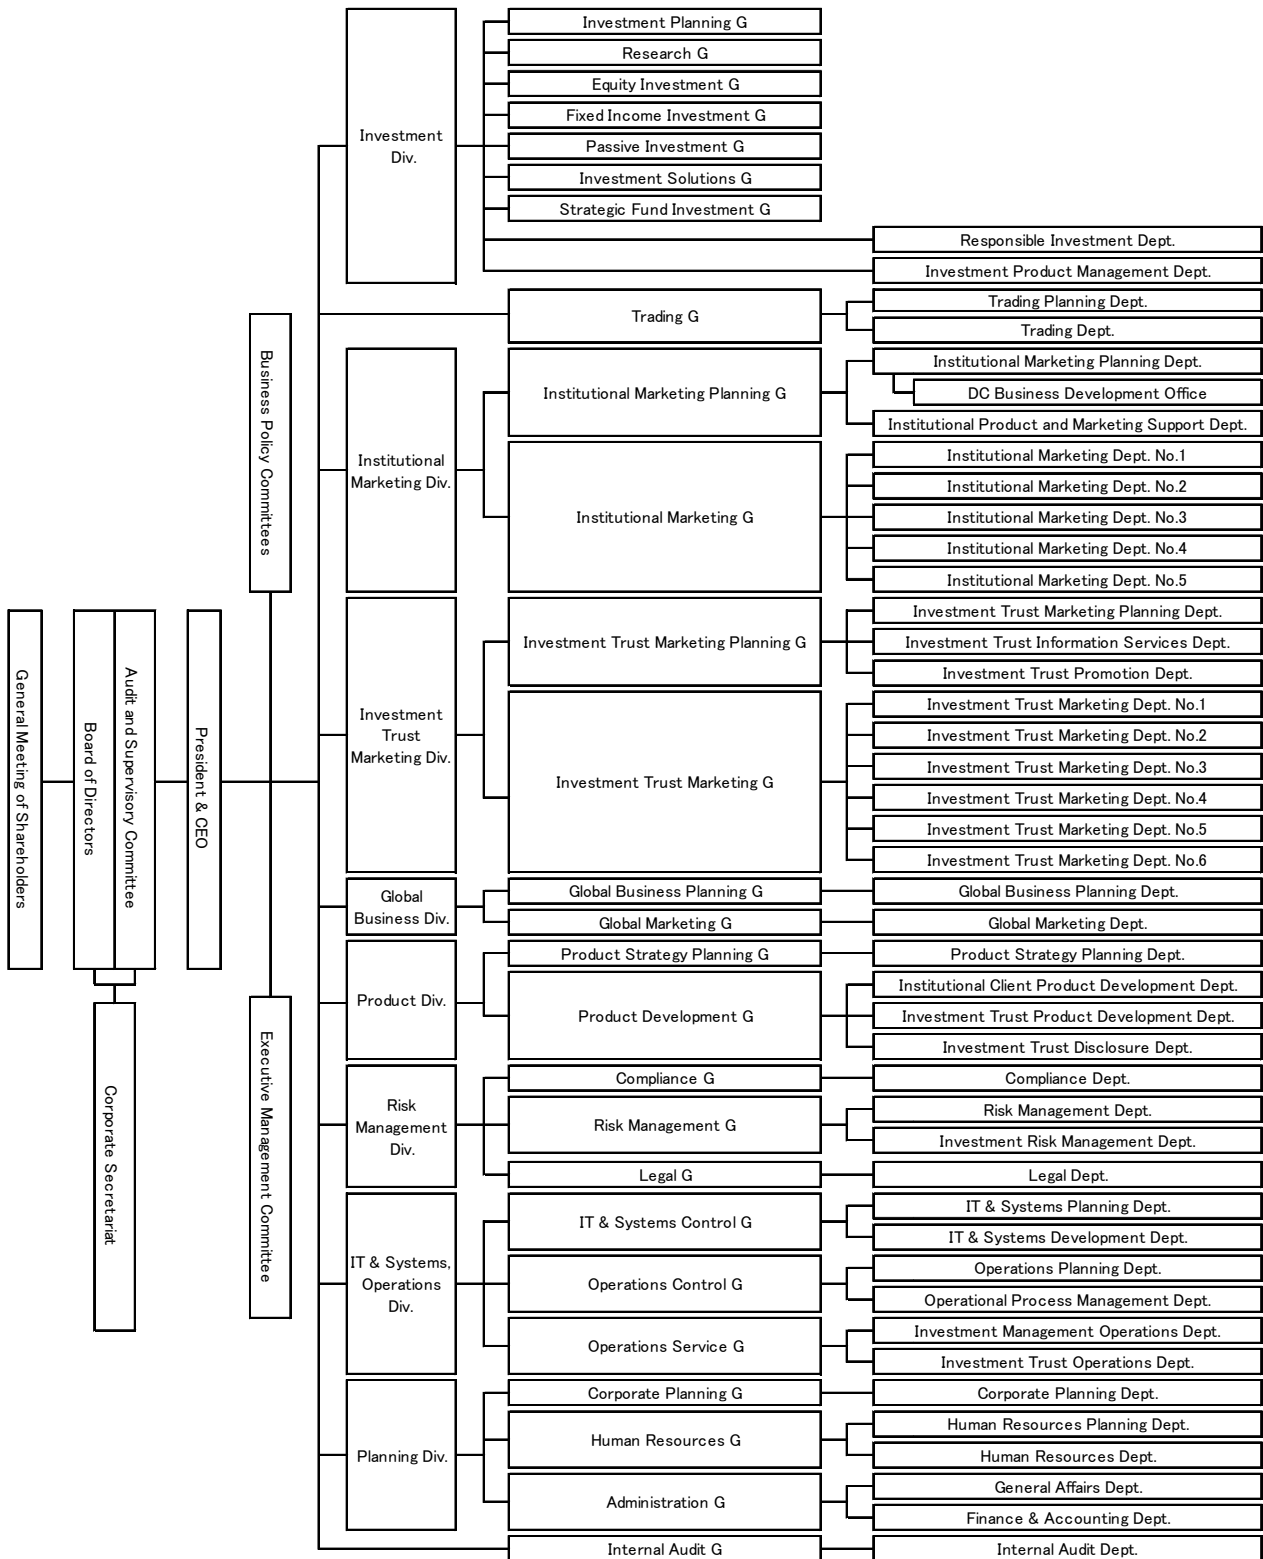 General Meeting of Shareholders
Board of Directors
Audit and Supervisory Committee
Corporate Secretariat
President & CEO
Business Policy Committees
Executive Management Committee
Investment
Div.
Investment Planning G
Research G
Equity Investment G
Fixed Income Investment G
Passive Investment G
Investment Solutions G
Strategic Fund Investment G
Responsible Investment Dept.
Investment Product Management Dept.
Trading G
Trading Planning Dept.
Trading Dept.
Institutional
Marketing Div.
Institutional Marketing Planning G
Institutional Marketing Planning Dept.
DC Business Development Office
Institutional Product and Marketing Support Dept.
Institutional Marketing G
Institutional Marketing Dept. No.1
Institutional Marketing Dept. No.2
Institutional Marketing Dept. No.3
Institutional Marketing Dept. No.4
Institutional Marketing Dept. No.5
Investment
Trust
Marketing Div.
Investment Trust Marketing Planning G
Investment Trust Marketing Planning Dept.
Investment Trust Information Services Dept.
Investment Trust Promotion Dept.
Investment Trust Marketing G
Investment Trust Marketing Dept. No.1
Investment Trust Marketing Dept. No.2
Investment Trust Marketing Dept. No.3
Investment Trust Marketing Dept. No.4
Investment Trust Marketing Dept. No.5
Investment Trust Marketing Dept. No.6
Global
Business Div.
Global Business Planning G
Global Business Planning Dept.
Global Marketing G
Global Marketing Dept.
Product Div.
Product Strategy Planning G
Product Strategy Planning Dept.
Product Development G
Institutional Client Product Development Dept.
Investment Trust Product Development Dept.
Investment Trust Disclosure Dept.
Risk
Management
Div.
Compliance G
Compliance Dept.
Risk Management G
Risk Management Dept.
Investment Risk Management Dept.
Legal G
Legal Dept.
IT & Systems,
Operations
Div.
IT & Systems Control G
IT & Systems Planning Dept.
IT & Systems Development Dept.
Operations Control G
Operations Planning Dept.
Operational Process Management Dept.
Operations Service G
Investment Management Operations Dept.
Investment Trust Operations Dept.
Planning Div.
Corporate Planning G
Corporate Planning Dept.
Human Resources G
Human Resources Planning Dept.
Human Resources Dept.
Administration G
General Affairs Dept.
Finance & Accounting Dept.
Internal Audit G
Internal Audit Dept.